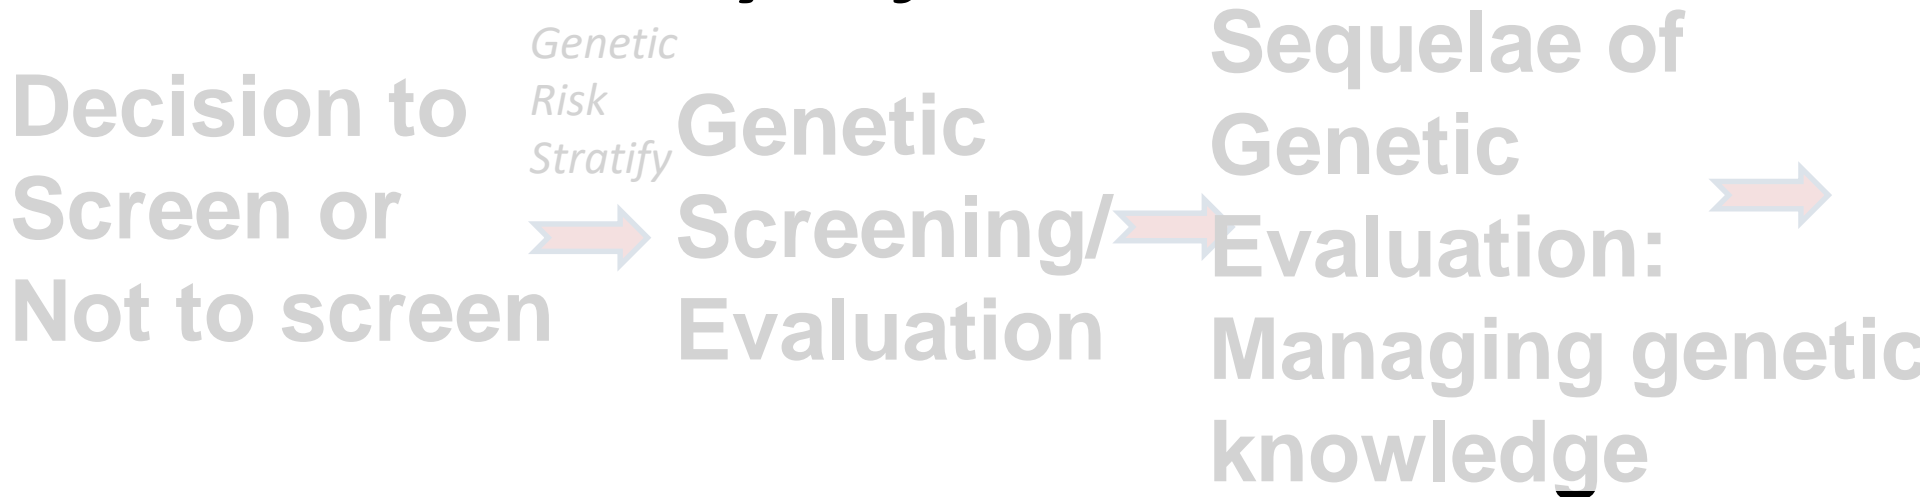 Decision to
Screen or
Not to screen
Genetic
Risk
Stratify
Genetic
Screening/
Evaluation
Sequelae of
Genetic
Evaluation:
Managing genetic
knowledge